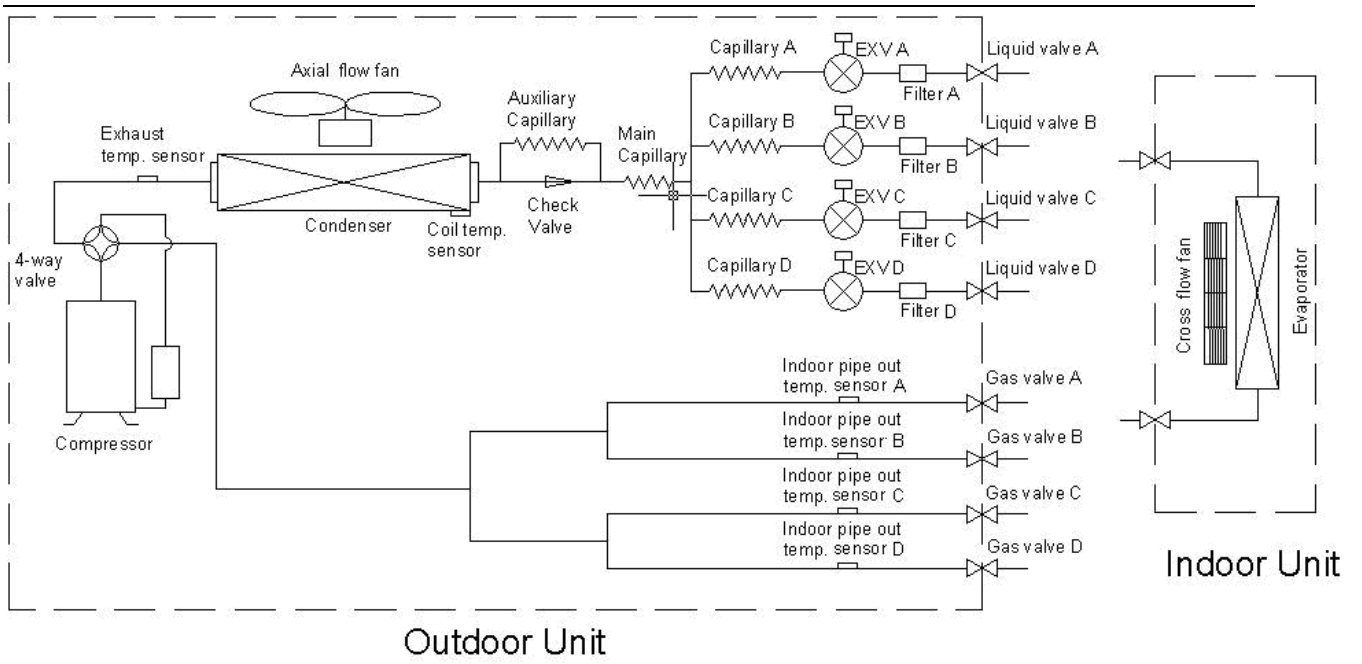 Axial flow fan
Exhaust
temp. sensor
Auxiliary
Capillary
Main
Capillary
Check
Valve
Condenser
Coil temp.
sensor
4-way
valve
Compressor
Capillary A
EXV A
Filter A
Liquid valve A
Capillary B
EXV B
Filter B
Liquid valve B
Capillary C
EXV C
Filter C
Liquid valve C
Capillary D
EXV D
Filter D
Liquid valve D
Indoor pipe out
temp. sensor A
Gas valve A
Indoor pipe out
temp. sensor B
Gas valve B
Indoor pipe out
temp. sensor C
Gas valve C
Indoor pipe out
temp. sensor D
Gas valve D
Outdoor Unit
Cross flow fan
Evaporator
Indoor Unit